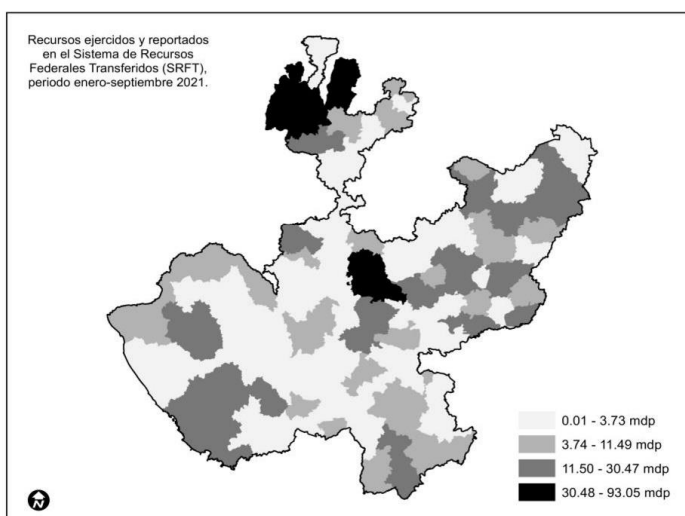 Recursos ejercidos y reportados
en el Sistema de Recursos
Federales Transferidos (SRFT),
periodo enero-septiembre 2021.
0.01 - 3.73 mdp
3.74 - 11.49 mdp
11.50 - 30.47 mdp
30.48 - 93.05 mdp
N